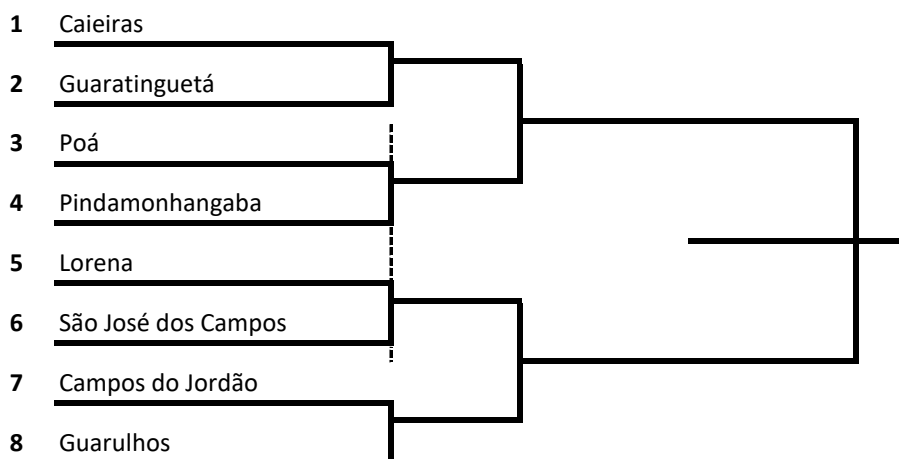 1 Caieiras
2 Guaratinguetá
3 Poá
4 Pindamonhangaba
5 Lorena
6 São José dos Campos
7 Campos do Jordão
8 Guarulhos